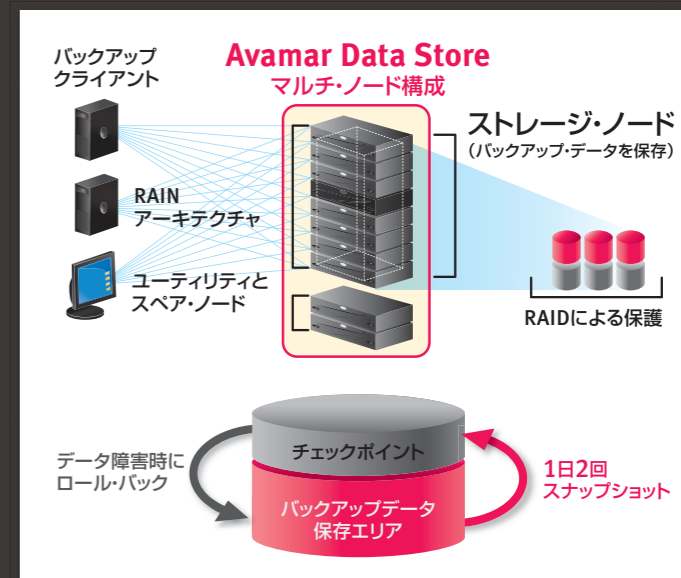 バックアップ
クライアント
Avamar Data Store
マルチ・ノード構成
ストレージ・ノード
（バックアップ・データを保存）
RAIN
アーキテクチャ
ユーティリティと
スペア・ノード
RAIDによる保護
チェックポイント
データ障害時に
ロール・バック
1日2回
スナップショット
バックアップデータ
保存エリア